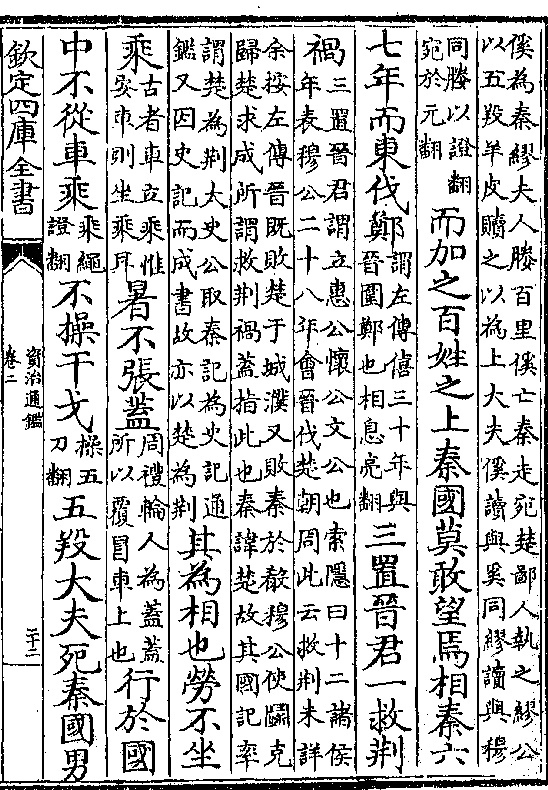 傒為秦繆夫人媵百里傒亡秦走宛楚鄙人執之繆公
以五羖羊皮贖之以為上大夫傒讀與奚同繆讀與穆
同媵以證翻
宛於元翻
而加之百姓之上秦國莫敢望焉相秦六
七年而東伐鄭
謂左傳僖三十年與
晉圍鄭也相息亮翻
三置晉君一救荆
禍
三置晉君謂立惠公懷公文公也索隱曰十二諸侯
年表穆公二十八年會晉伐楚朝周此云救荆未詳
余按左傳晉既敗楚于城濮又敗秦於殽穆公使鬭克
歸楚求成所謂救荆禍蓋指此也秦諱楚故其國記率
謂楚為荆太史公取秦記為史記通
鑑又因史記而成書故亦以楚為荆
其為相也勞不坐
乘
古者車立乘惟
安車則坐乘耳
暑不張蓋
周禮輪人為蓋蓋
所以覆冒車上也
行於國
中不從車乘
乘繩
證翻
不操干戈
操五
刀翻
五羖大夫死秦國男
欽定四庫全書
資治通鑑
卷二
二十三